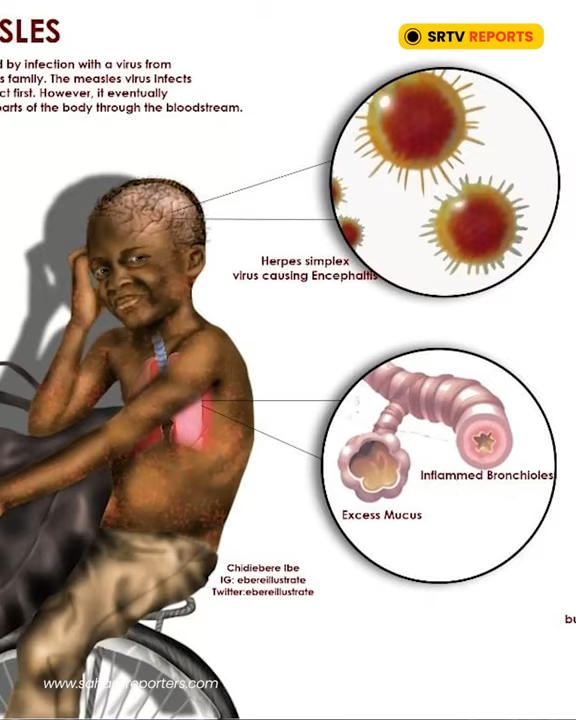 SLES
SRTV REPORTS
d by infection with a virus from
s family. The measles virus infects
ct first. However, it eventually
parts of the body through the bloodstream.
Herpes simplex
virus causing Encephaltis
Inflammed Bronchioles
Excess Mucus
Chidiebere Ibe
IG: ebereillustrate
Twitter:ebereillustrate
bu
www.saharareporters.com